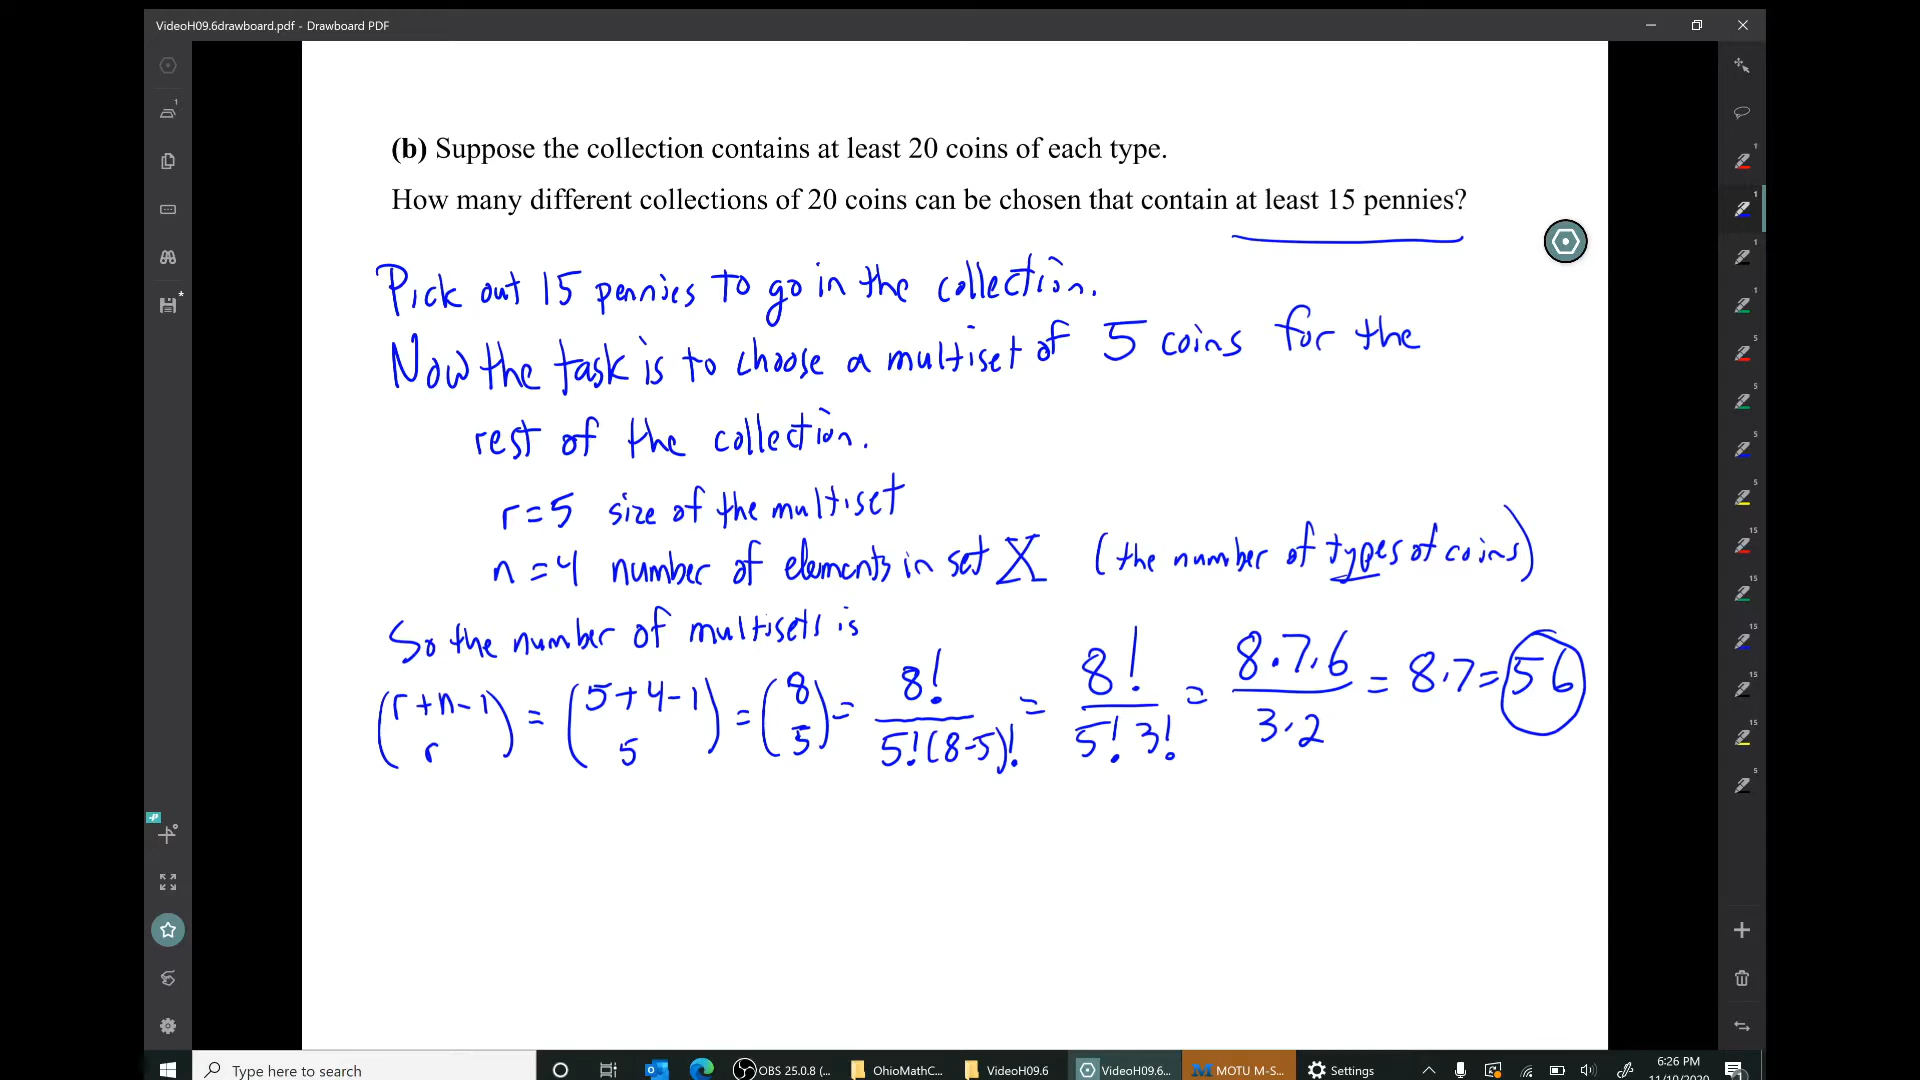 VideoH09.6drawboard.pdf - Drawboard PDF
(b) Suppose the collection contains at least 20 coins of each type.
How many different collections of 20 coins can be chosen that contain at least 15 pennies?
Pick out 15 pennies to go in the collection.
Now the task is to choose a multiset of 5 coins for the
rest of the collection.
r=5 size of the multiset
n=4 number of elements in set X (the number of types of coins)
So the number of multisets is
(r+n-1 r) = (5+4-1 5) = (8 5) = 8!/5!(8-5)! = 8!/5!3! = 8·7·6/3·2 = 8·7 = 56
Type here to search
OBS 25.0.8 (...
OhioMathC...
VideoH09.6
VideoH09.6...
MOTU M-S...
Settings
6:26 PM
11/10/2020